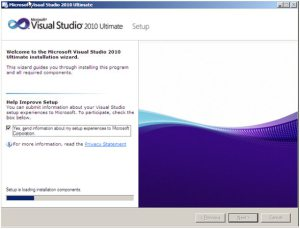 Microsoft Visual Studio 2010 Ultimate
Microsoft
Visual Studio 2010 Ultimate Setup
Welcome to the Microsoft Visual Studio 2010
Ultimate installation wizard.
This wizard guides you through installing this program
and all required components.
Help Improve Setup
You can submit information about your Visual Studio
setup experiences to Microsoft. To participate, check the
box below.
Yes, send information about my setup experiences to Microsoft
Corporation.
For more information, read the Privacy Statement
Setup is loading installation components.
< Previous Next > Cancel